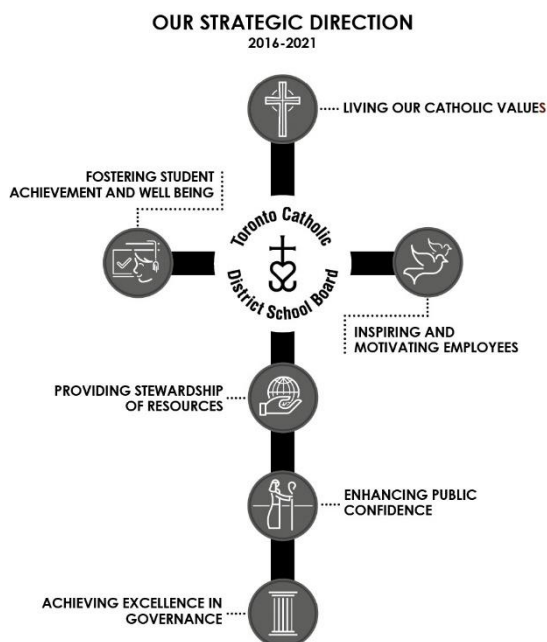 OUR STRATEGIC DIRECTION
2016-2021
LIVING OUR CATHOLIC VALUES
FOSTERING STUDENT
ACHIEVEMENT AND WELL BEING
Toronto Catholic
District School Board
INSPIRING AND
MOTIVATING EMPLOYEES
PROVIDING STEWARDSHIP
OF RESOURCES
ENHANCING PUBLIC
CONFIDENCE
ACHIEVING EXCELLENCE IN
GOVERNANCE